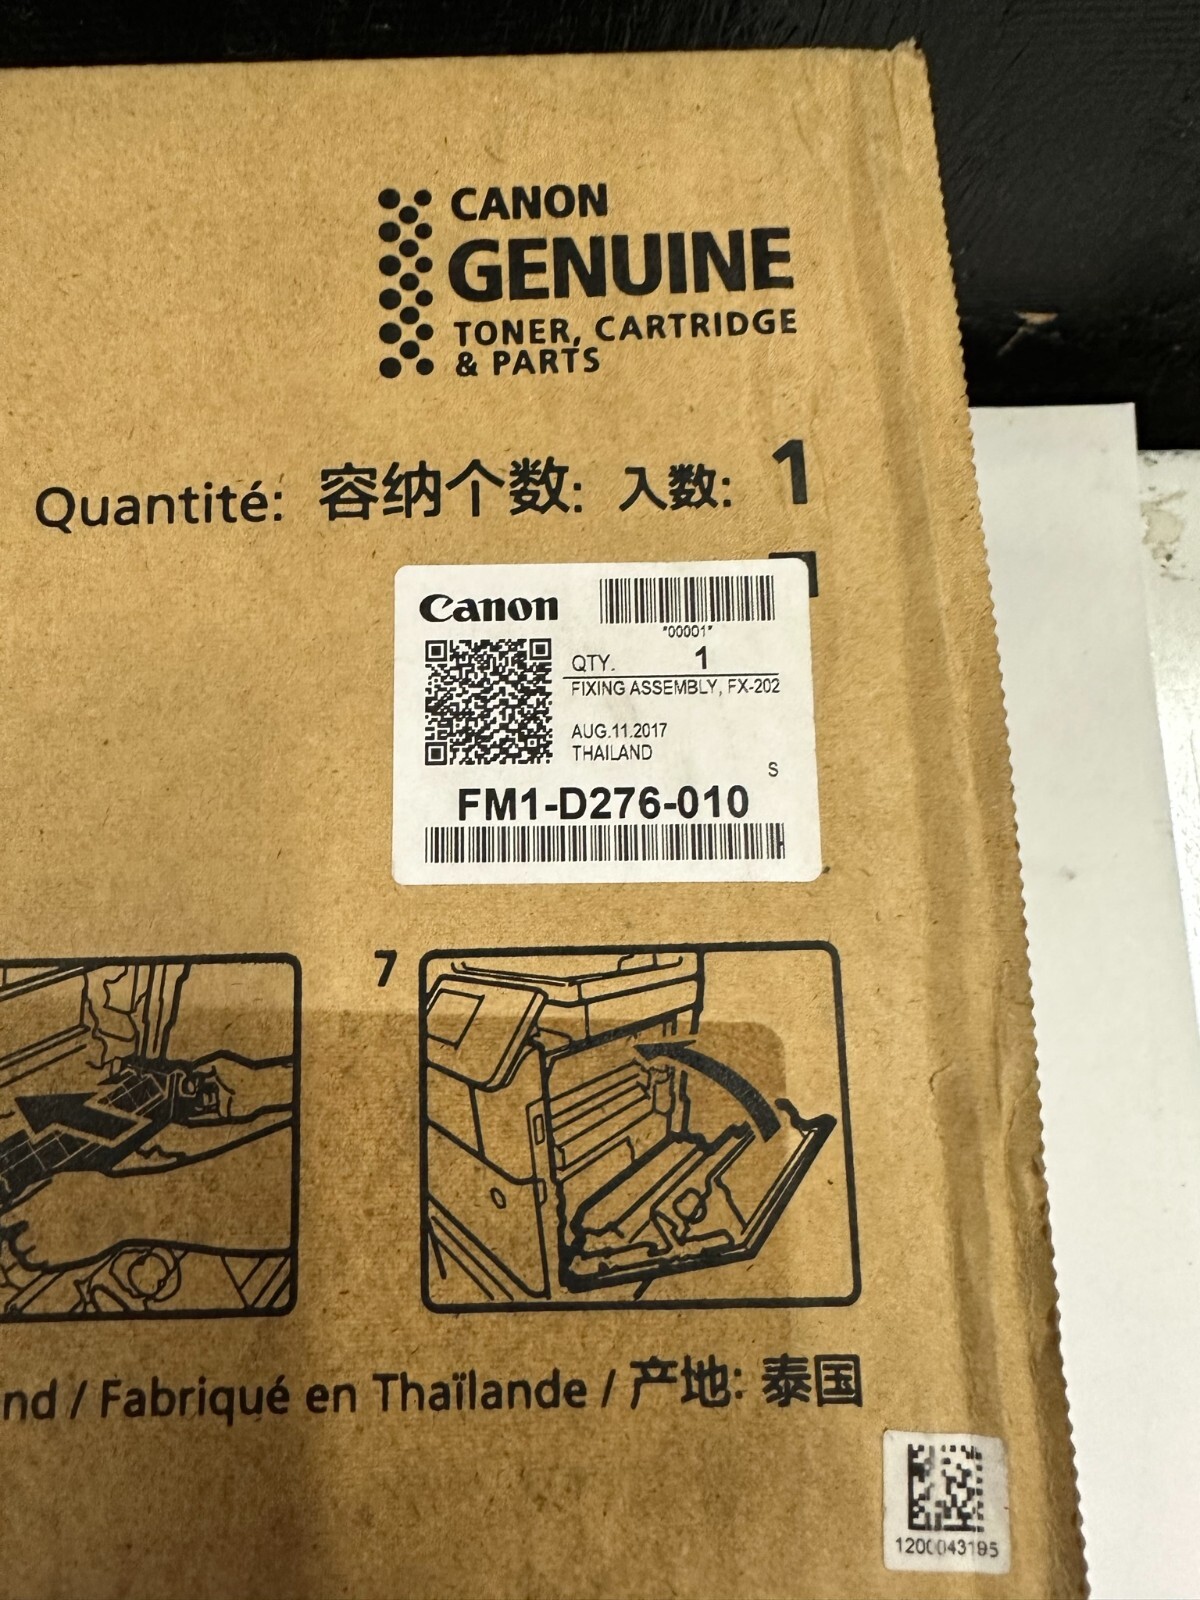 CANON
GENUINE
TONER, CARTRIDGE
& PARTS
Quantité: 容纳个数: 入数: 1
Canon
*00001*
QTY. 1
FIXING ASSEMBLY, FX-202
AUG.11.2017
THAILAND
S
FM1-D276-010
7
nd / Fabriqué en Thaïlande / 产地: 泰国
1200043195